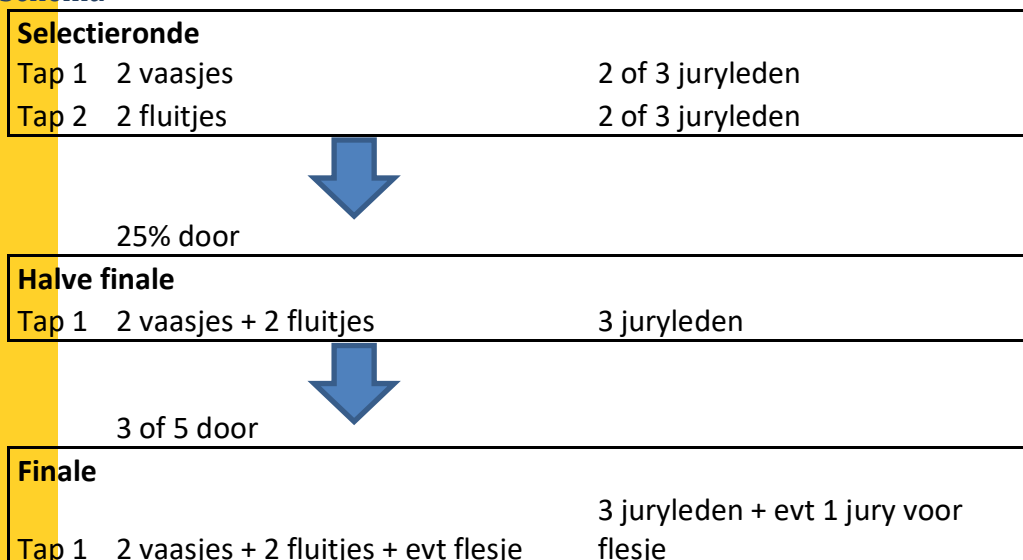 Selectieronde
Tap 1 2 vaasjes 2 of 3 juryleden
Tap 2 2 fluitjes 2 of 3 juryleden
25% door
Halve finale
Tap 1 2 vaasjes + 2 fluitjes 3 juryleden
3 of 5 door
Finale
3 juryleden + evt 1 jury voor
Tap 1 2 vaasjes + 2 fluitjes + evt flesje flesje